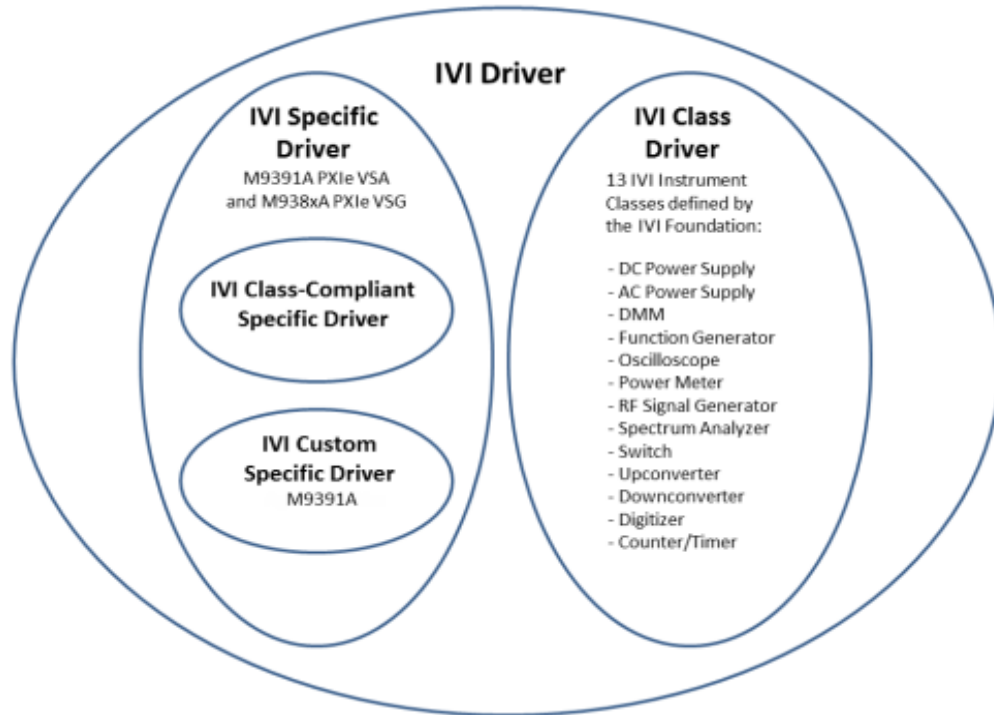 IVI Driver
IVI Specific
Driver
M9391A PXIe VSA
and M938xA PXIe VSG
IVI Class-Compliant
Specific Driver
IVI Custom
Specific Driver
M9391A
IVI Class
Driver
13 IVI Instrument
Classes defined by
the IVI Foundation:
- DC Power Supply
- AC Power Supply
- DMM
- Function Generator
- Oscilloscope
- Power Meter
- RF Signal Generator
- Spectrum Analyzer
- Switch
- Upconverter
- Downconverter
- Digitizer
- Counter/Timer